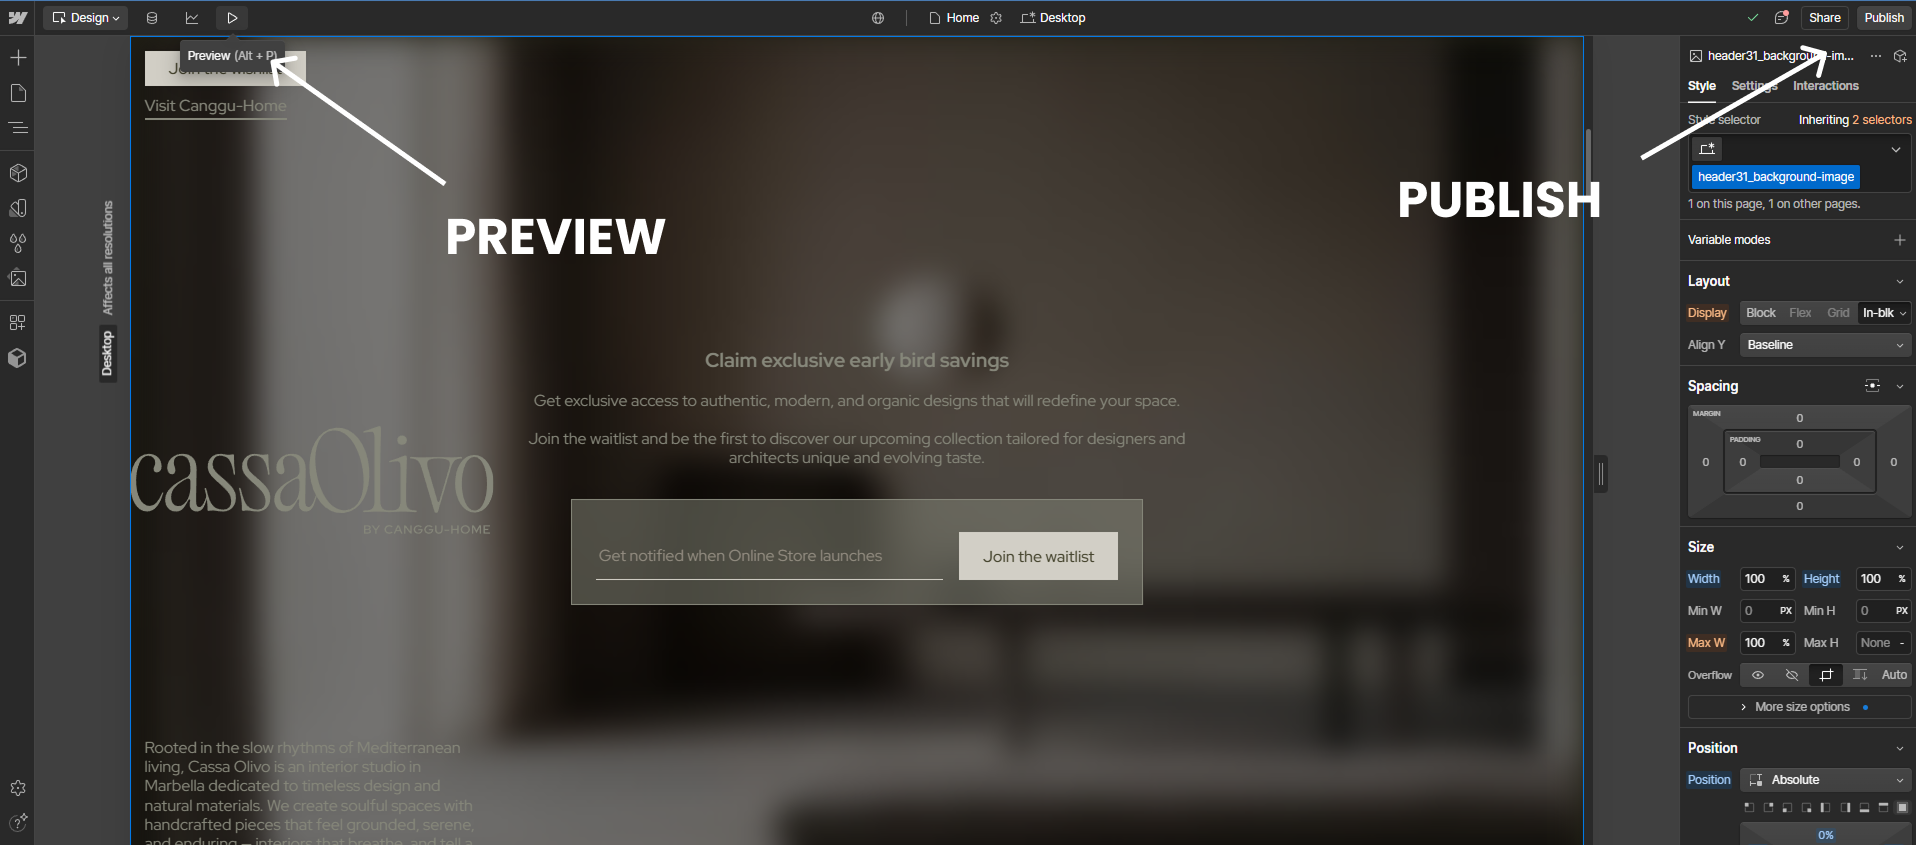 Design
Home
Desktop
Share
Publish
Preview (Alt + P)
Visit Canggu-Home
PREVIEW
PUBLISH
Affects all resolutions
Desktop
Claim exclusive early bird savings
Get exclusive access to authentic, modern, and organic designs that will redefine your space.
Join the waitlist and be the first to discover our upcoming collection tailored for designers and
architects unique and evolving taste.
cassaOlivo
BY CANGGU-HOME
Get notified when Online Store launches
Join the waitlist
Rooted in the slow rhythms of Mediterranean
living, Cassa Olivo is an interior studio in
Marbella dedicated to timeless design and
natural materials. We create soulful spaces with
handcrafted pieces that feel grounded, serene,
and enduring — interiors that breathe, and tell a
header31_background-im...
Style
Settings
Interactions
Style selector
Inheriting 2 selectors
header31_background-image
1 on this page, 1 on other pages.
Variable modes
Layout
Display
Block
Flex
Grid
In-blk
Align Y
Baseline
Spacing
MARGIN
0
PADDING
0
0
0
0
0
0
0
Size
Width
100 %
Height
100 %
Min W
0 PX
Min H
0 PX
Max W
100 %
Max H
None -
Overflow
Auto
More size options
Position
Position
Absolute
0%